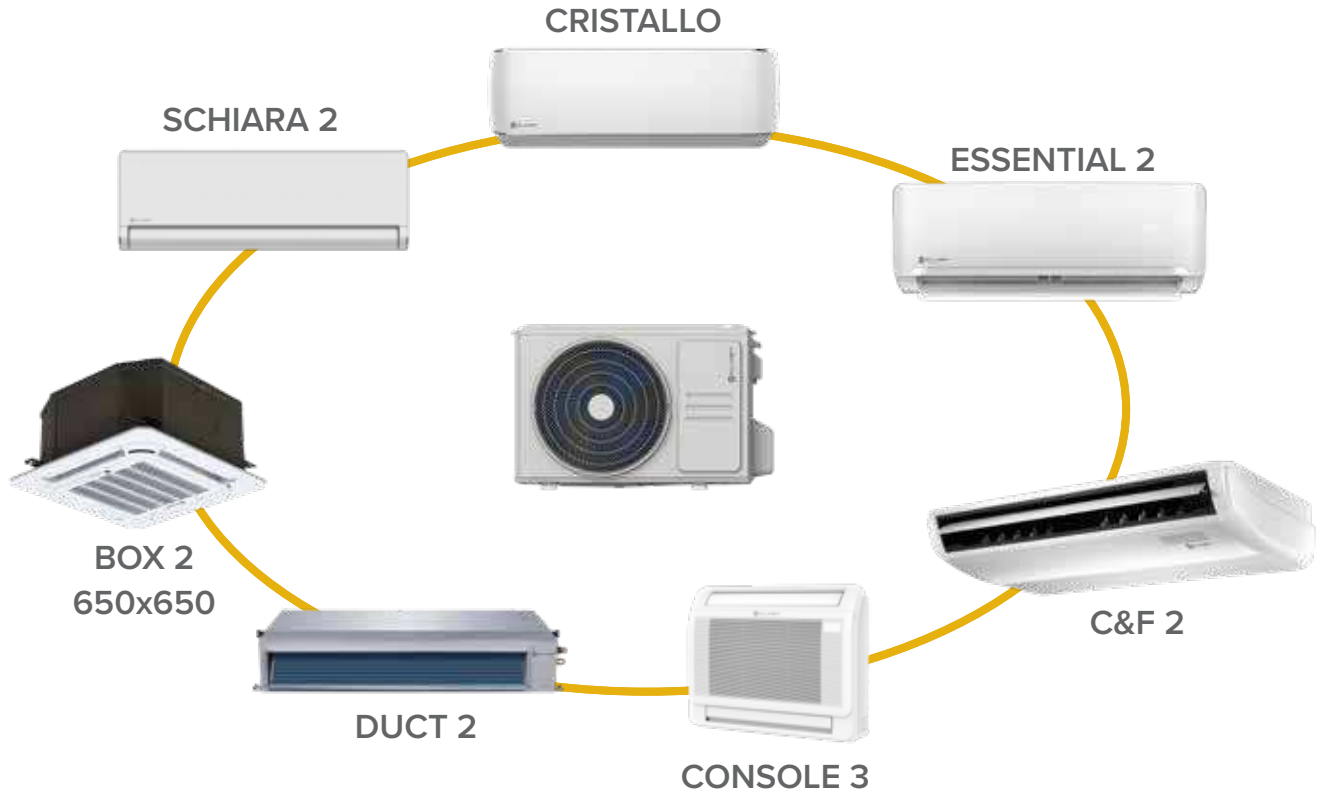 CRISTALLO
SCHIARA 2
ESSENTIAL 2
BOX 2
650x650
C&F 2
DUCT 2
CONSOLE 3